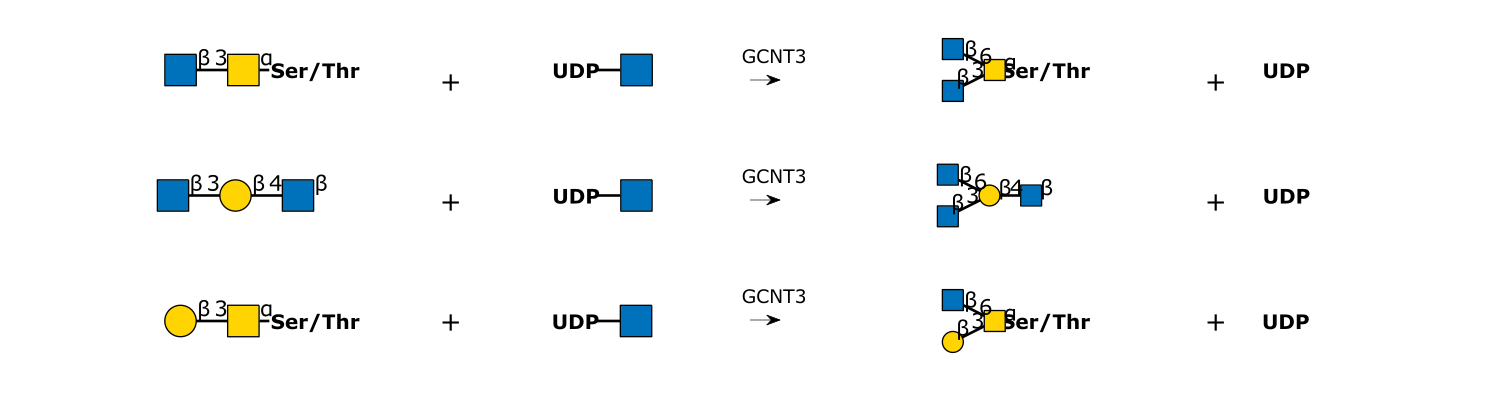 β 3 α Ser/Thr + UDP GCNT3 β 6 β 3 α Ser/Thr + UDP
β 3 β 4 β + UDP GCNT3 β 6 β 3 β 4 β + UDP
β 3 α Ser/Thr + UDP GCNT3 β 6 β 3 α Ser/Thr + UDP